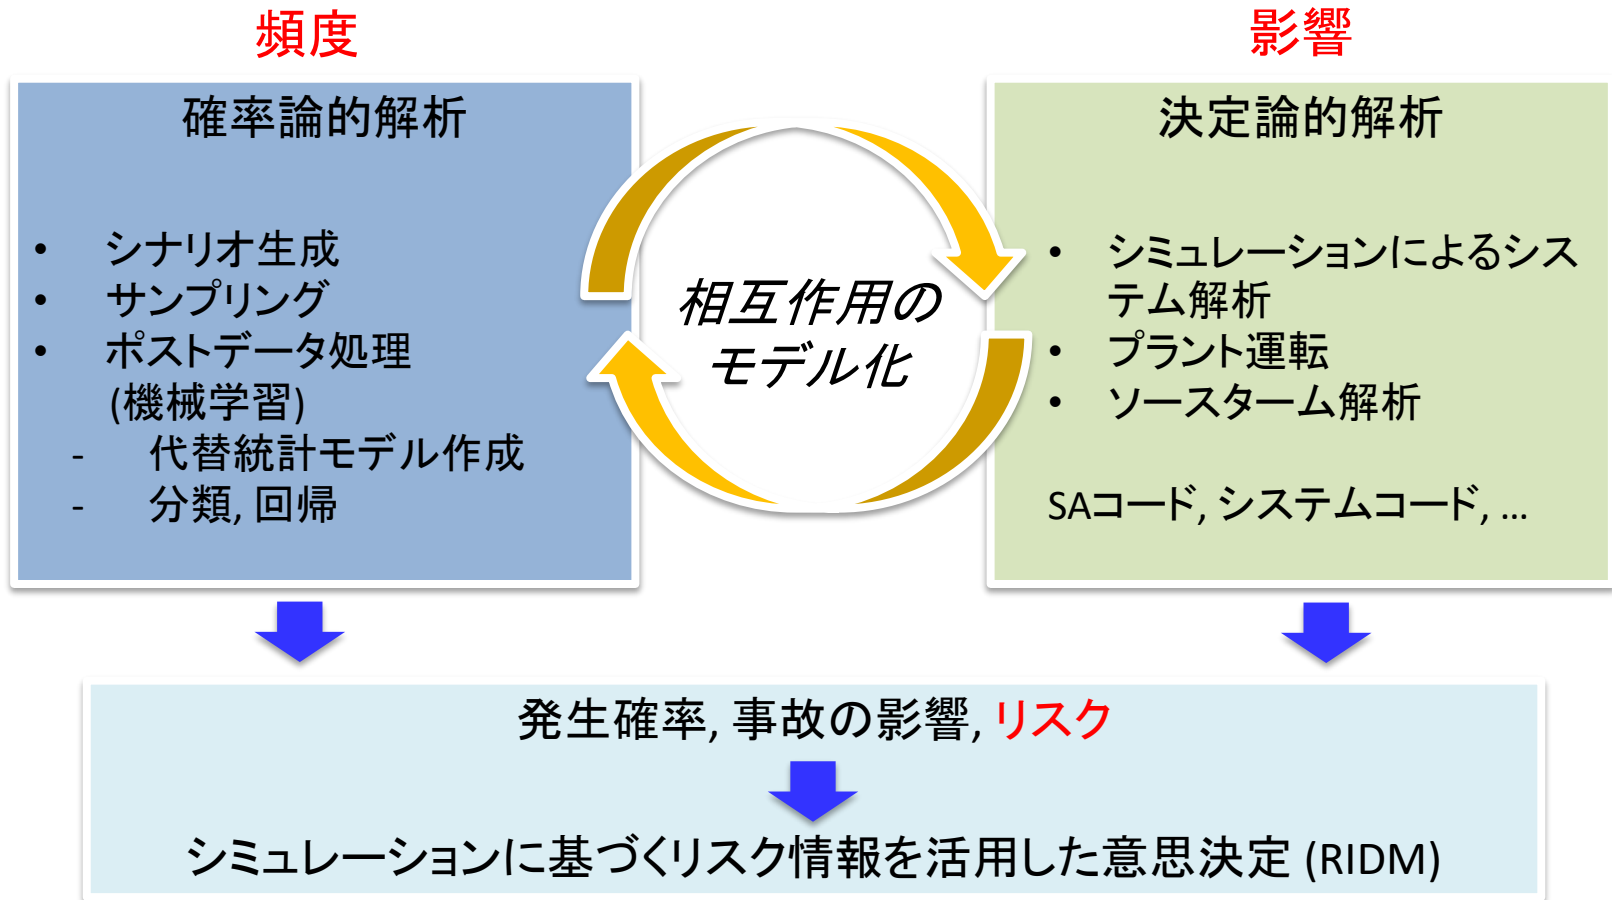 頻度
影響
確率論的解析
• シナリオ生成
• サンプリング
• ポストデータ処理
(機械学習)
- 代替統計モデル作成
- 分類, 回帰
相互作用の
モデル化
決定論的解析
• シミュレーションによるシス
テム解析
• プラント運転
• ソースターム解析
SAコード, システムコード, ...
発生確率, 事故の影響, リスク
シミュレーションに基づくリスク情報を活用した意思決定 (RIDM)